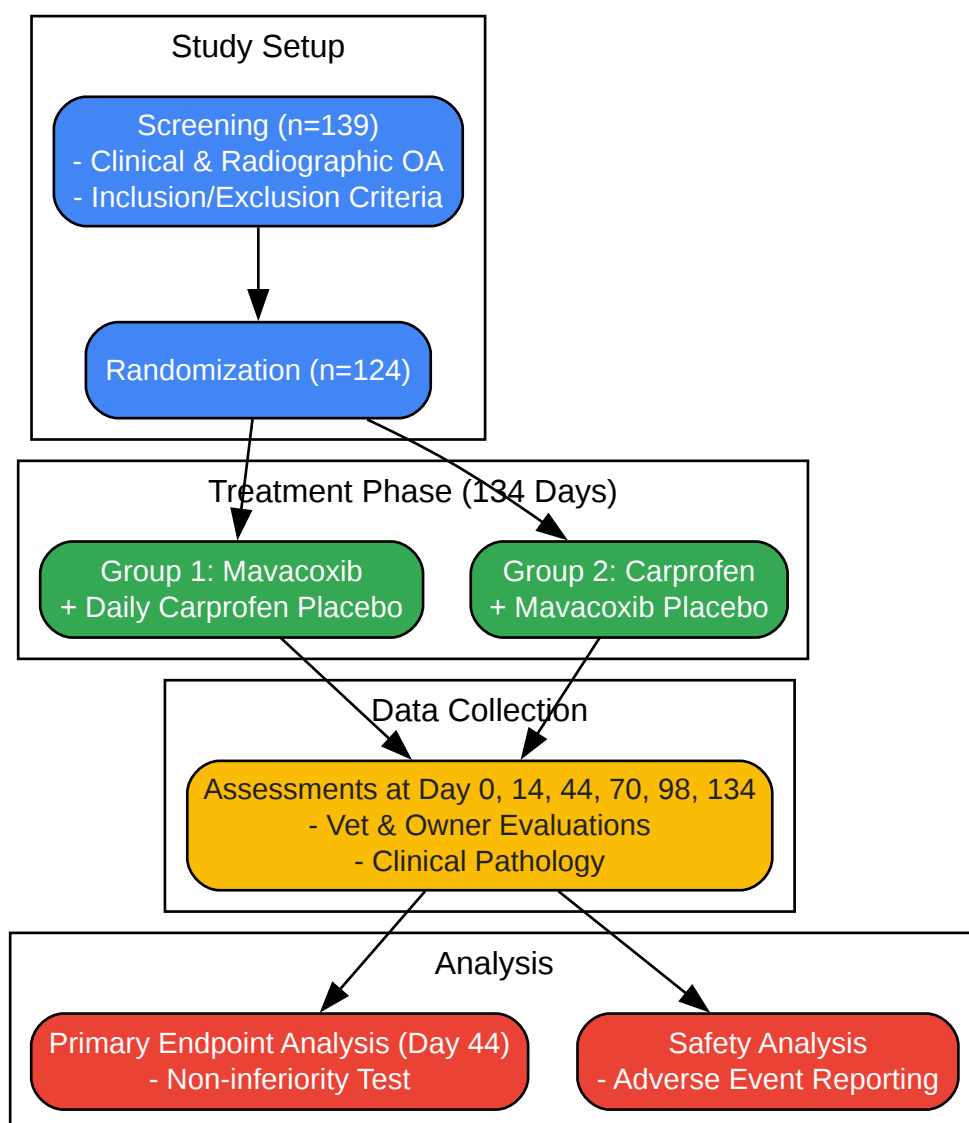 Study Setup
Screening (n=139)
- Clinical & Radiographic OA
- Inclusion/Exclusion Criteria
Randomization (n=124)
Treatment Phase (134 Days)
Group 1: Mavacoxib
+ Daily Carprofen Placebo
Group 2: Carprofen
+ Mavacoxib Placebo
Data Collection
Assessments at Day 0, 14, 44, 70, 98, 134
- Vet & Owner Evaluations
- Clinical Pathology
Analysis
Primary Endpoint Analysis (Day 44)
- Non-inferiority Test
Safety Analysis
- Adverse Event Reporting